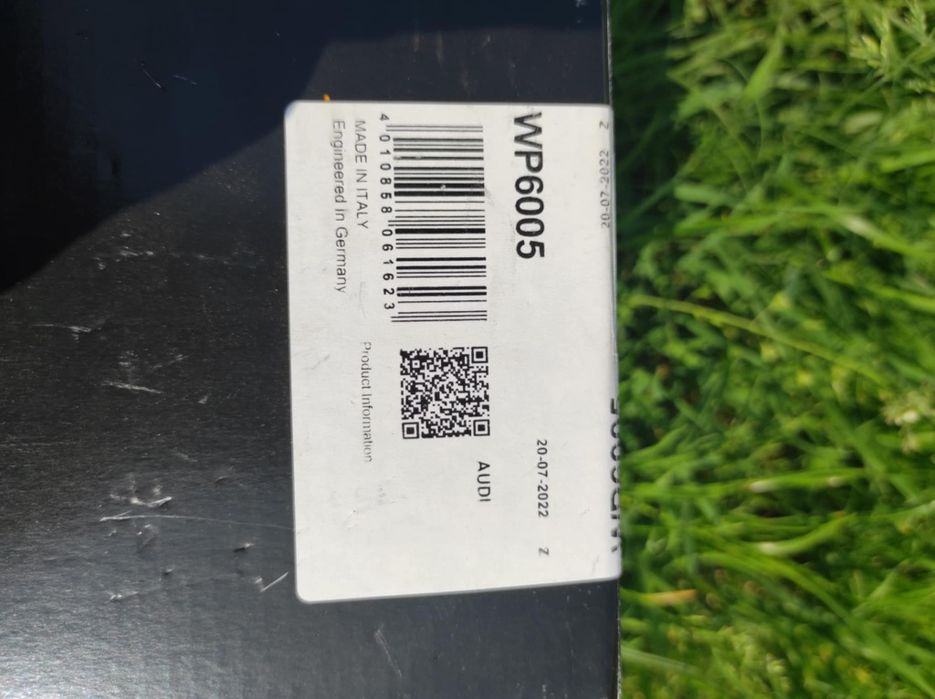 WP6005
20-07-2022 Z
AUDI
4 010858 061623
MADE IN ITALY
Engineered in Germany
Product Information
20-07-2022 Z
WP6005